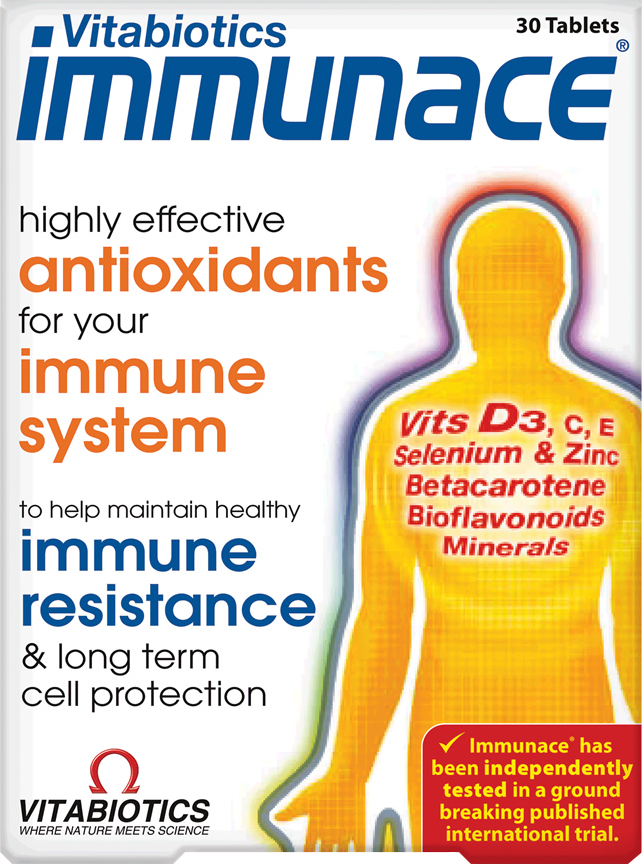 Vitabiotics
30 Tablets
ımmunace®
highly effective
antioxidants
for your
immune
system
to help maintain healthy
immune
resistance
& long term
cell protection
Vits D3, C, E
Selenium & Zinc
Betacarotene
Bioflavonoids
Minerals
✓ Immunace® has
been independently
tested in a ground
breaking published
international trial.
VITABIOTICS
WHERE NATURE MEETS SCIENCE